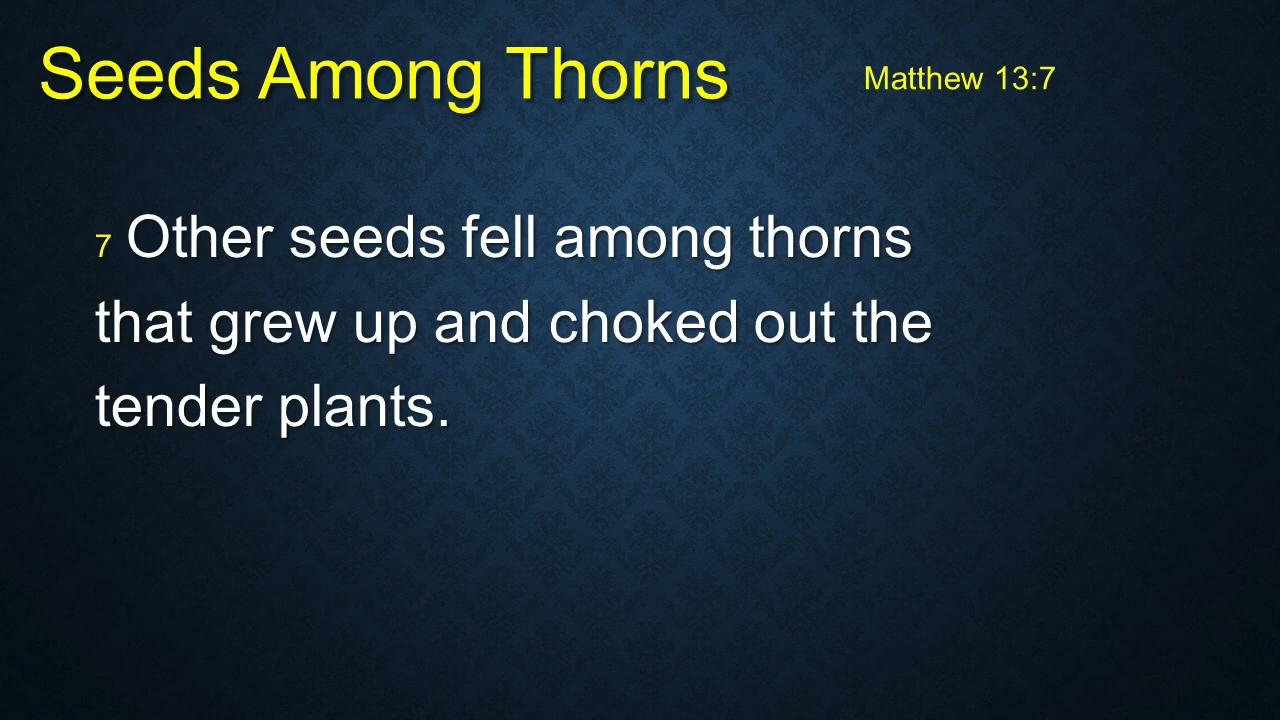 Seeds Among Thorns Matthew 13:7
7 Other seeds fell among thorns
that grew up and choked out the
tender plants.